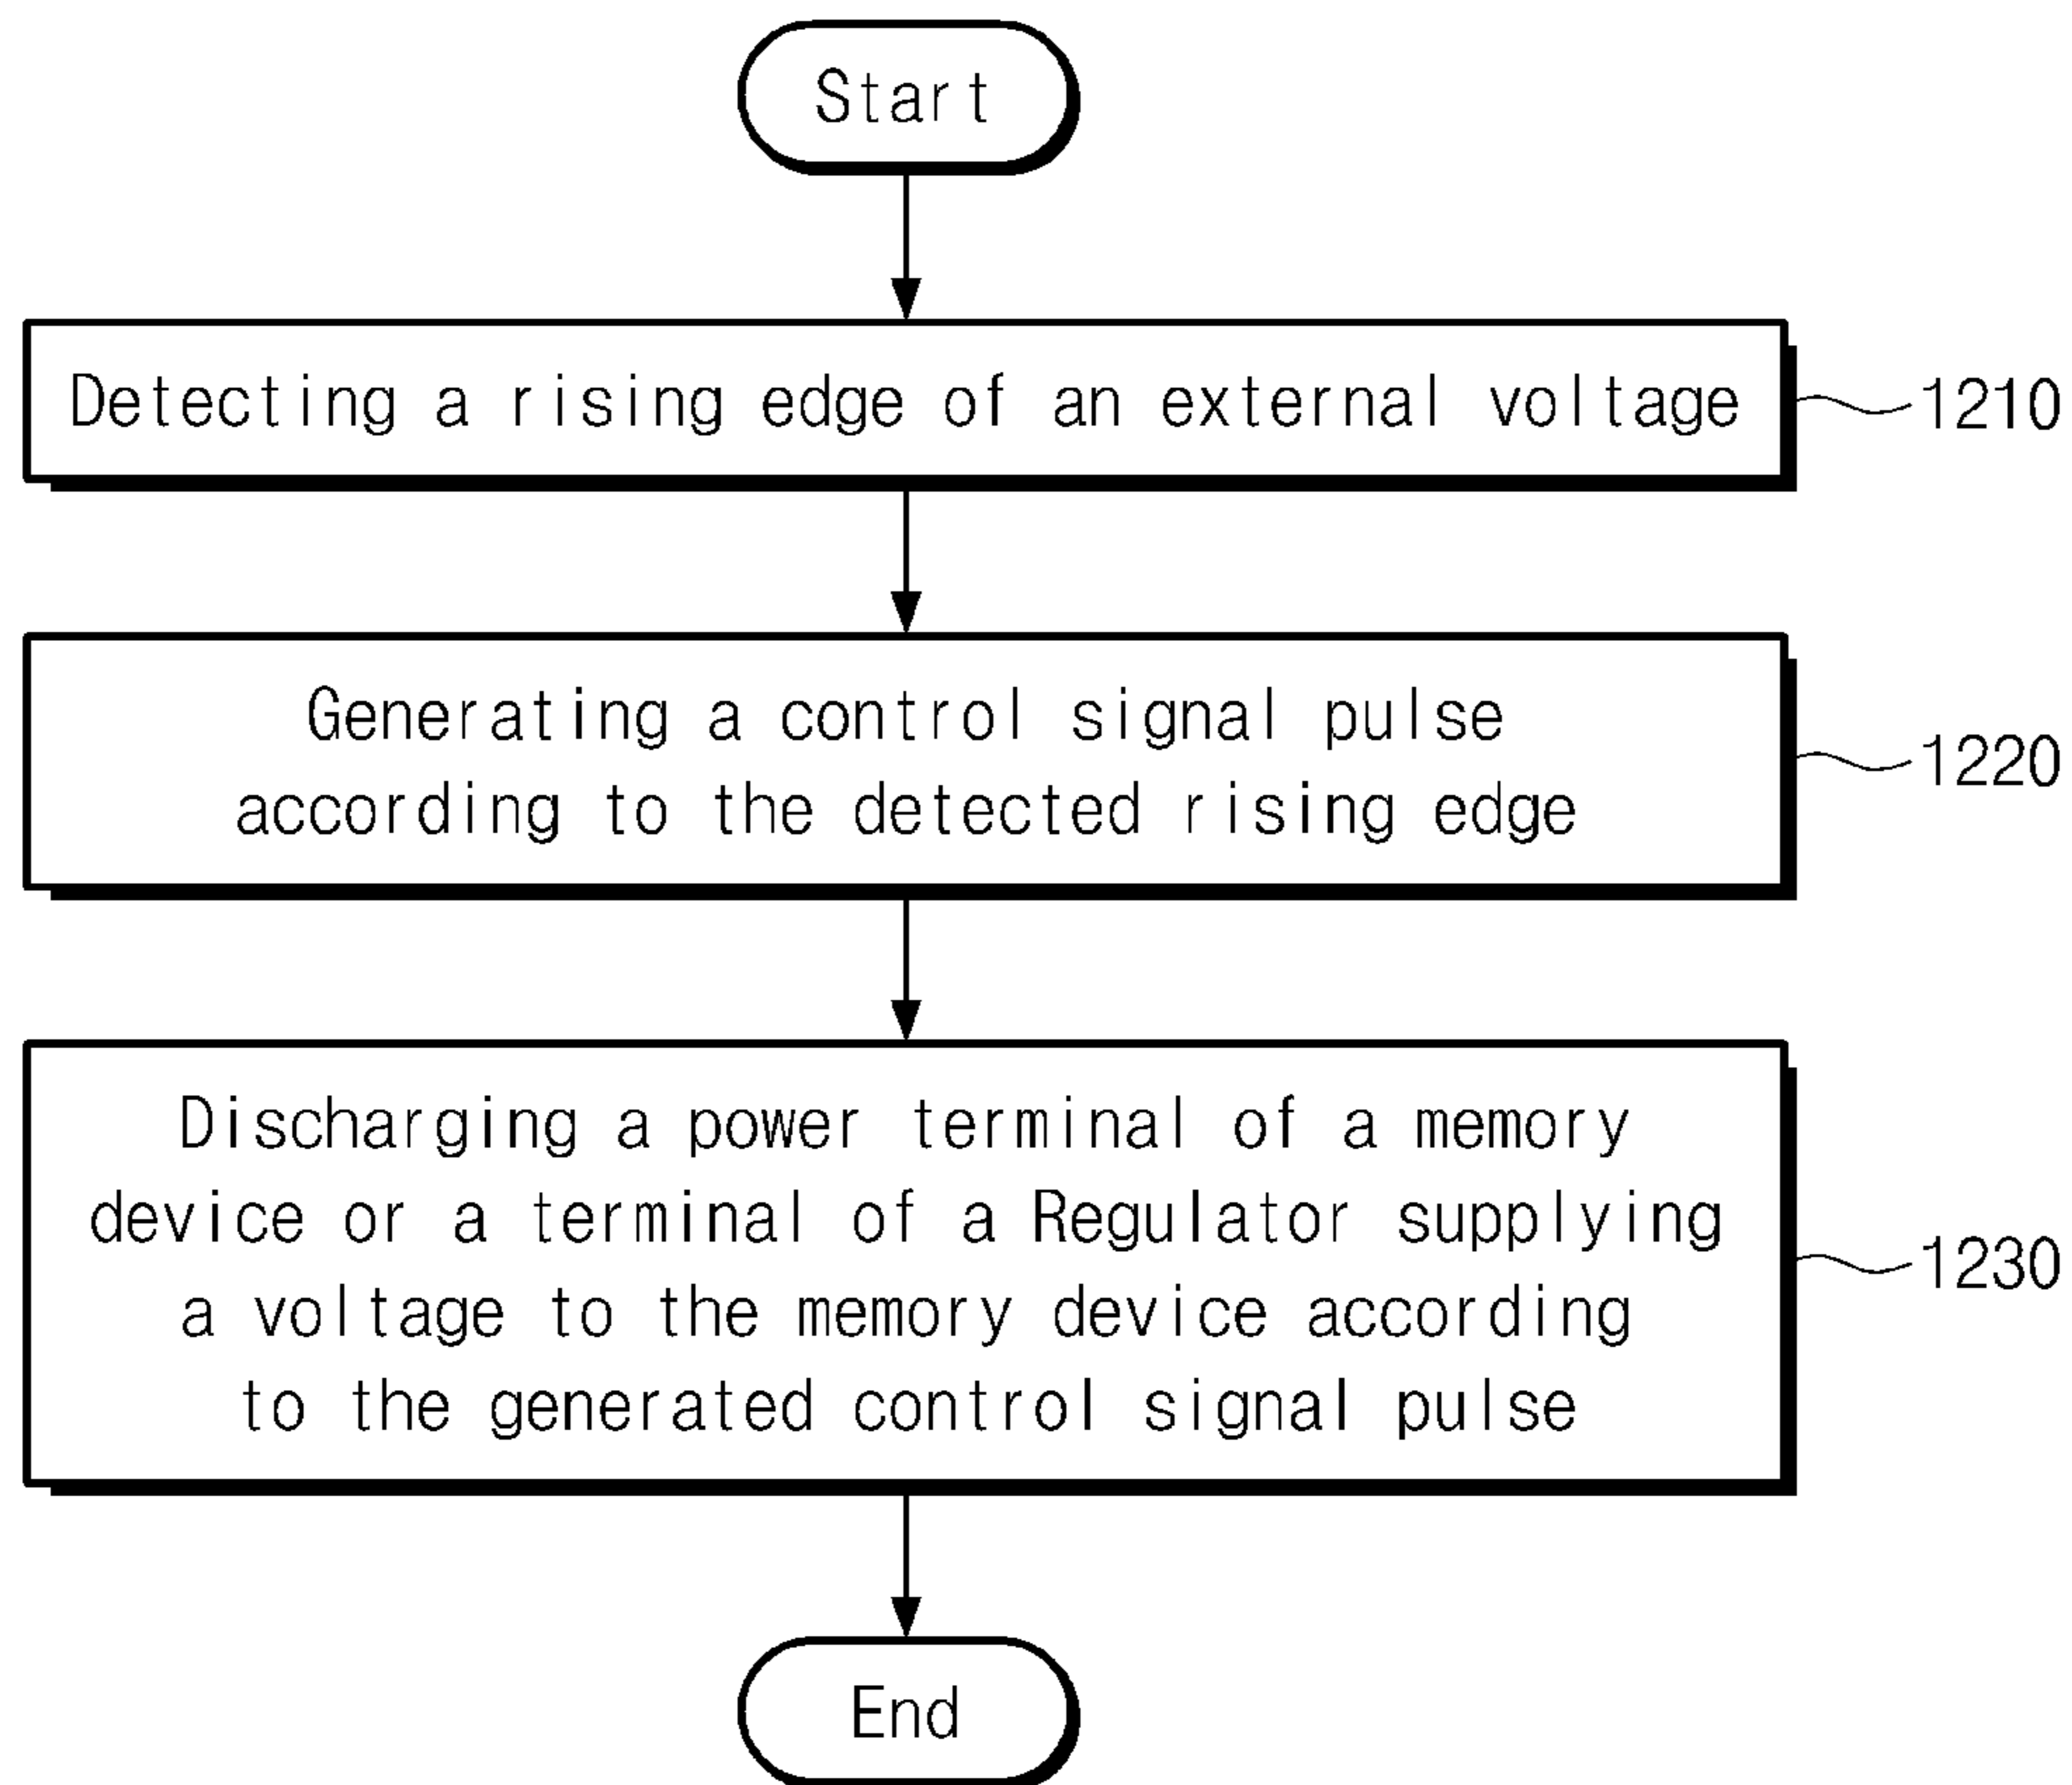 Start
Detecting a rising edge of an external voltage
1210
Generating a control signal pulse
according to the detected rising edge
1220
Discharging a power terminal of a memory
device or a terminal of a Regulator supplying
a voltage to the memory device according
to the generated control signal pulse
1230
End